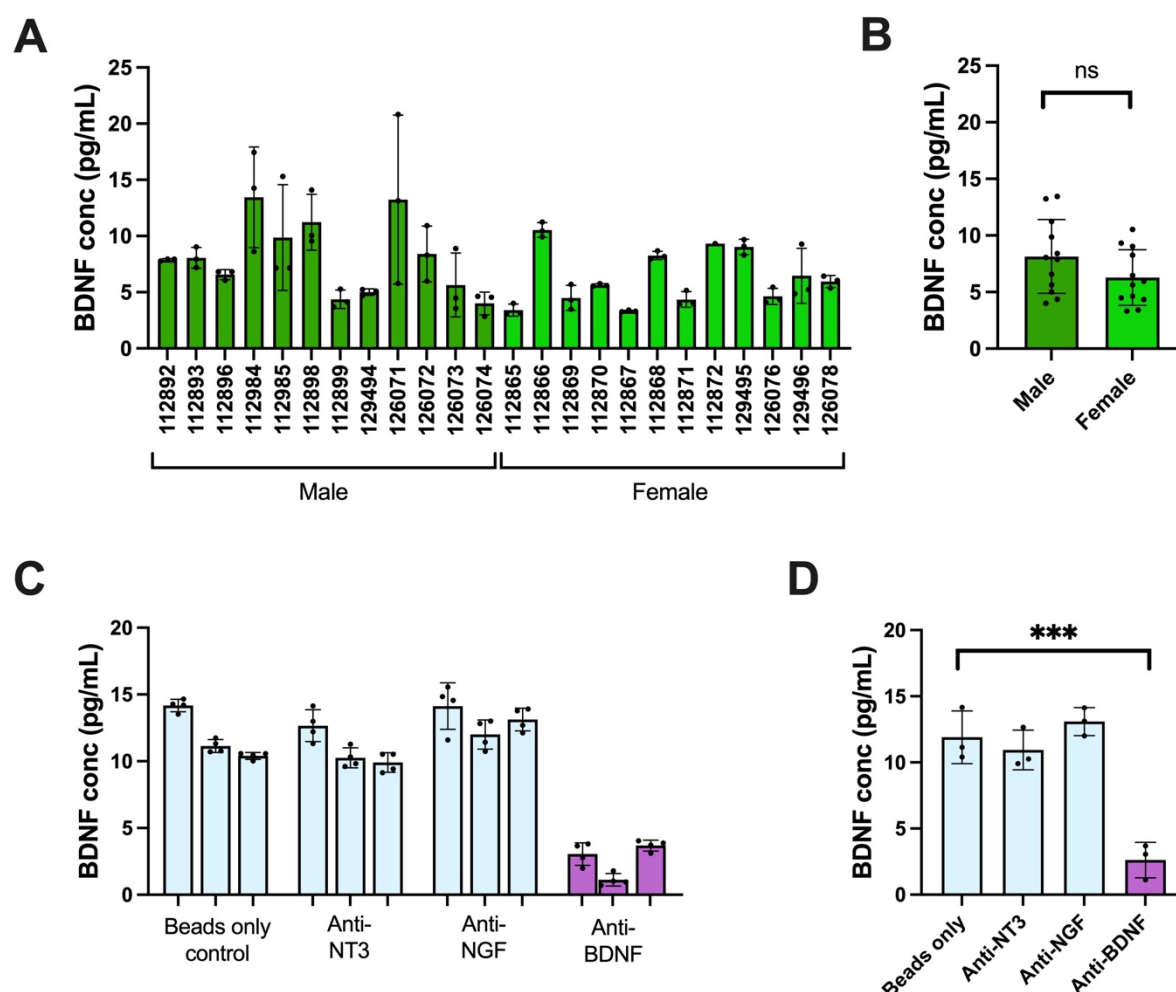 A
BDNF conc (pg/mL)
25
20
15
10
5
0
112892
112893
112896
112984
112985
112898
112899
129494
126071
126072
126073
126074
112865
112866
112869
112870
112867
112868
112871
112872
129495
126076
129496
126078
Male
Female
B
BDNF conc (pg/mL)
25
20
15
10
5
0
ns
Male
Female
C
BDNF conc (pg/mL)
20
15
10
5
0
Beads only
control
Anti-
NT3
Anti-
NGF
Anti-
BDNF
D
BDNF conc (pg/mL)
20
15
10
5
0
***
Beads only
Anti-NT3
Anti-NGF
Anti-BDNF